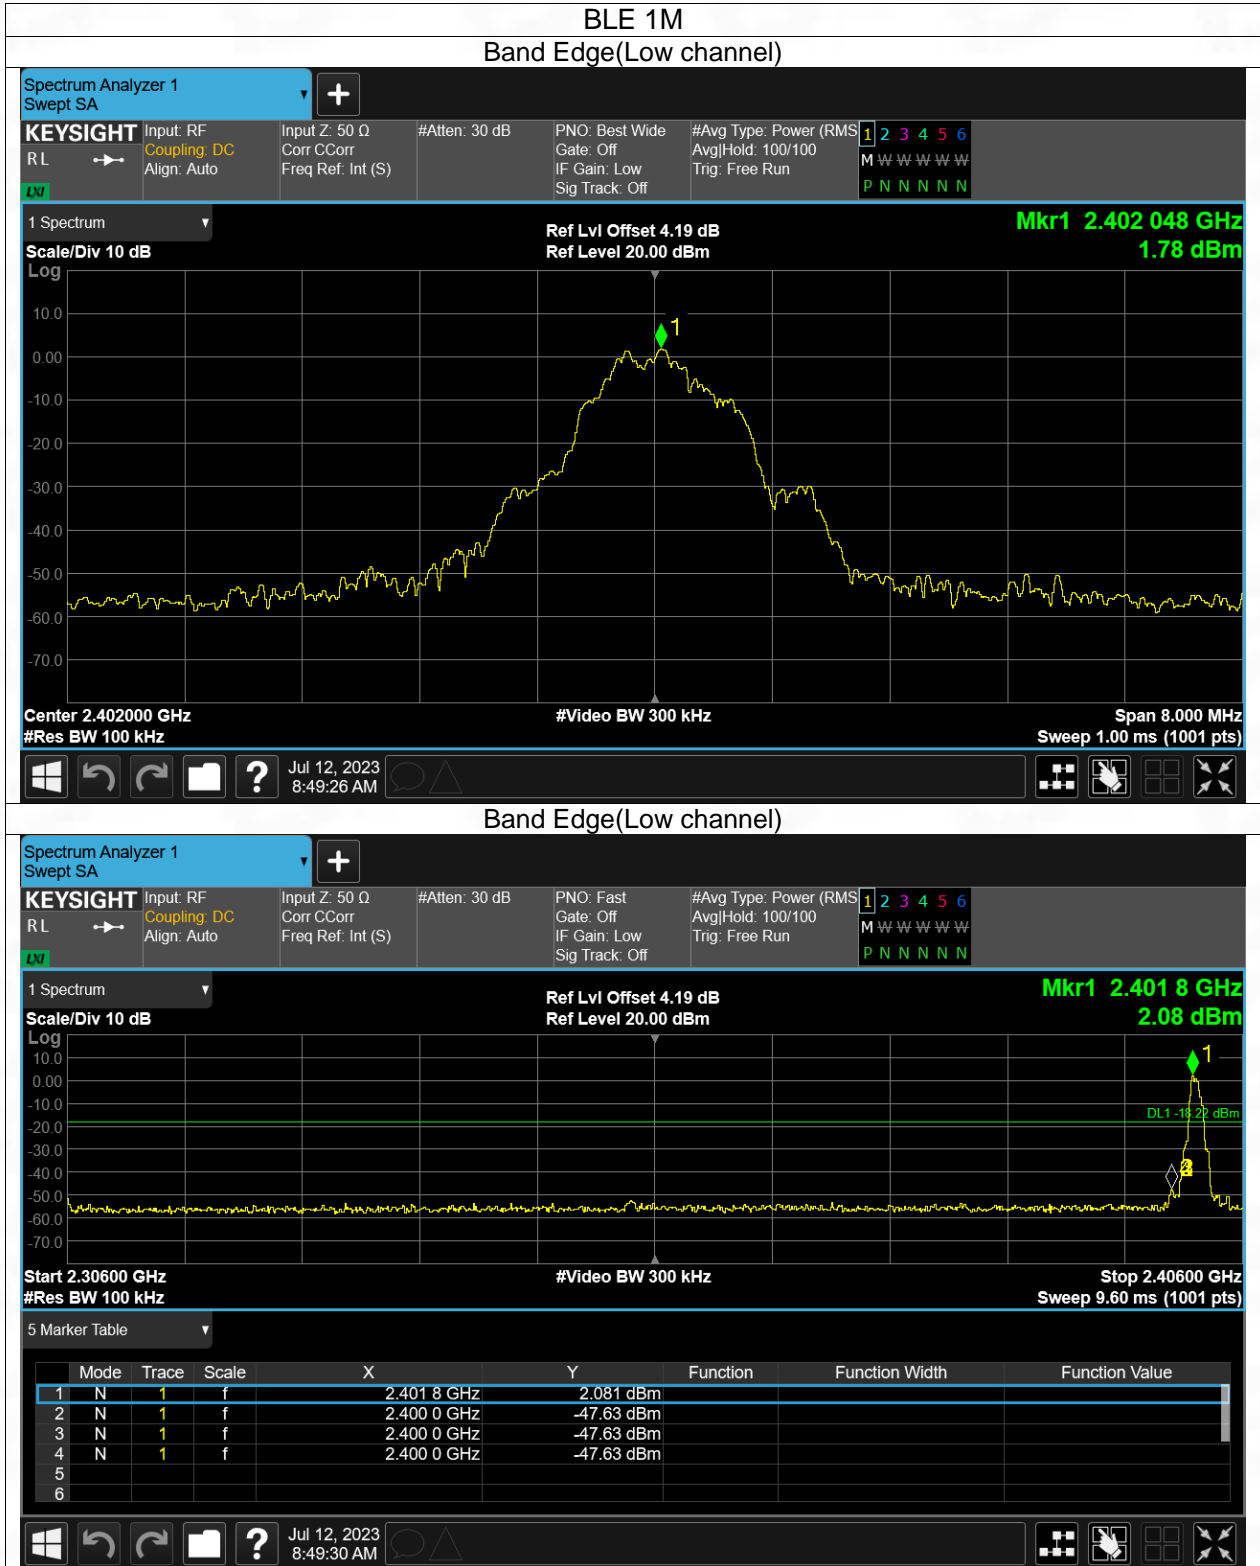 BLE 1M
Band Edge(Low channel)
Spectrum Analyzer 1
Swept SA
KEYSIGHT
R L
LXI
Input: RF
Coupling: DC
Align: Auto
Input Z: 50 Ω
Corr CCorr
Freq Ref: Int (S)
#Atten: 30 dB
PNO: Best Wide
Gate: Off
IF Gain: Low
Sig Track: Off
#Avg Type: Power (RMS
Avg|Hold: 100/100
Trig: Free Run
1 2 3 4 5 6
M W W W W W
P N N N N N
1 Spectrum
Scale/Div 10 dB
Ref Lvl Offset 4.19 dB
Ref Level 20.00 dBm
Mkr1 2.402 048 GHz
1.78 dBm
Log
10.0
0.00
-10.0
-20.0
-30.0
-40.0
-50.0
-60.0
-70.0
1
Center 2.402000 GHz
#Res BW 100 kHz
#Video BW 300 kHz
Span 8.000 MHz
Sweep 1.00 ms (1001 pts)
?
Jul 12, 2023
8:49:26 AM
Band Edge(Low channel)
Spectrum Analyzer 1
Swept SA
KEYSIGHT
R L
LXI
Input: RF
Coupling: DC
Align: Auto
Input Z: 50 Ω
Corr CCorr
Freq Ref: Int (S)
#Atten: 30 dB
PNO: Fast
Gate: Off
IF Gain: Low
Sig Track: Off
#Avg Type: Power (RMS
Avg|Hold: 100/100
Trig: Free Run
1 2 3 4 5 6
M W W W W W
P N N N N N
1 Spectrum
Scale/Div 10 dB
Ref Lvl Offset 4.19 dB
Ref Level 20.00 dBm
Mkr1 2.401 8 GHz
2.08 dBm
Log
10.0
0.00
-10.0
-20.0
-30.0
-40.0
-50.0
-60.0
-70.0
1
DL1 -18.22 dBm
Start 2.30600 GHz
#Res BW 100 kHz
#Video BW 300 kHz
Stop 2.40600 GHz
Sweep 9.60 ms (1001 pts)
5 Marker Table
Mode Trace Scale X Y Function Function Width Function Value
1 N 1 f 2.401 8 GHz 2.081 dBm
2 N 1 f 2.400 0 GHz -47.63 dBm
3 N 1 f 2.400 0 GHz -47.63 dBm
4 N 1 f 2.400 0 GHz -47.63 dBm
5
6
?
Jul 12, 2023
8:49:30 AM